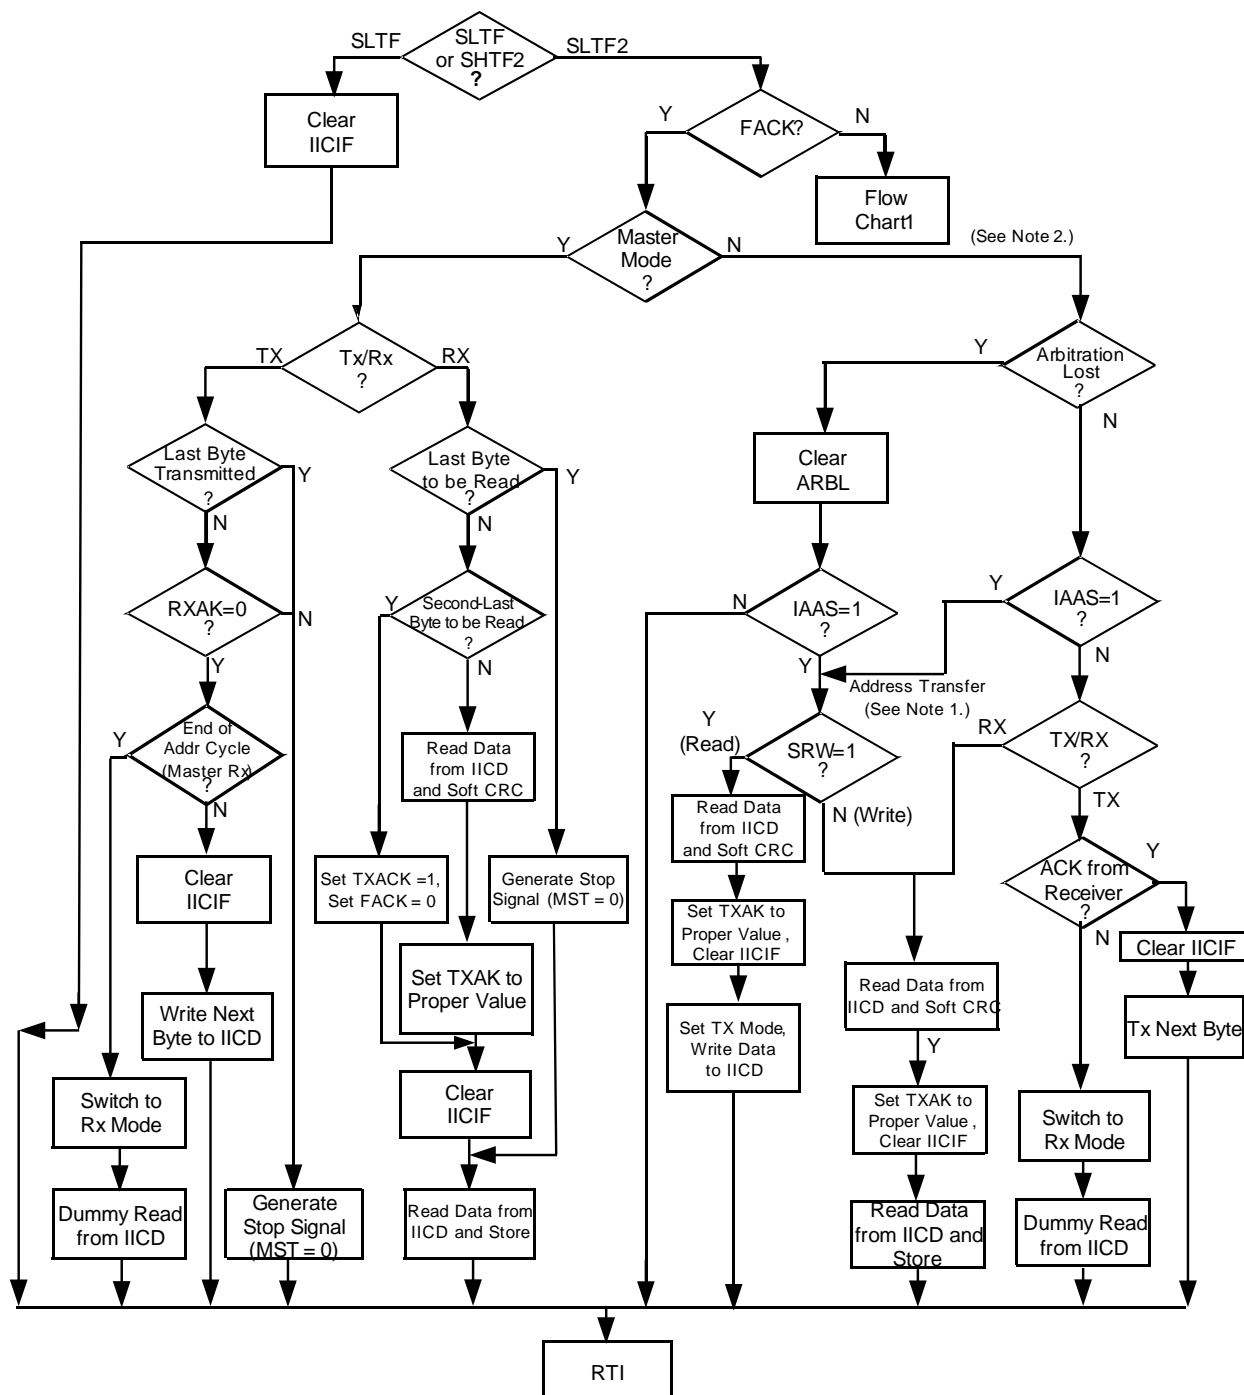 SLTF
SLTF
or SHTF2
?
SLTF2
Clear
IICIF
Y
FACK?
N
Flow
Chart1
Y
Master
Mode
?
N
(See Note 2.)
TX
Tx/Rx
?
RX
Y
Arbitration
Lost
?
N
Last Byte
Transmitted
?
Y
N
Last Byte
to be Read
?
Y
N
Clear
ARBL
RXAK=0
?
N
Y
Y
Second-Last
Byte to be Read
?
N
N
IAAS=1
?
Y
Y
IAAS=1
?
N
Address Transfer
(See Note 1.)
Y
End of
Addr Cycle
(Master Rx)
?
N
Read Data
from IICD
and Soft CRC
Y
(Read)
SRW=1
?
N (Write)
RX
TX/RX
?
TX
Read Data
from IICD
and Soft CRC
Clear
IICIF
Set TXACK =1,
Set FACK = 0
Generate Stop
Signal (MST = 0)
ACK from
Receiver
?
Y
N
Set TXAK to
Proper Value ,
Clear IICIF
Clear IICIF
Set TXAK to
Proper Value
Read Data from
IICD and Soft CRC
Y
Write Next
Byte to IICD
Set TX Mode,
Write Data
to IICD
Tx Next Byte
Switch to
Rx Mode
Clear
IICIF
Set TXAK to
Proper Value ,
Clear IICIF
Switch to
Rx Mode
Dummy Read
from IICD
Generate
Stop Signal
(MST = 0)
Read Data from
IICD and Store
Read Data
from IICD and
Store
Dummy Read
from IICD
RTI